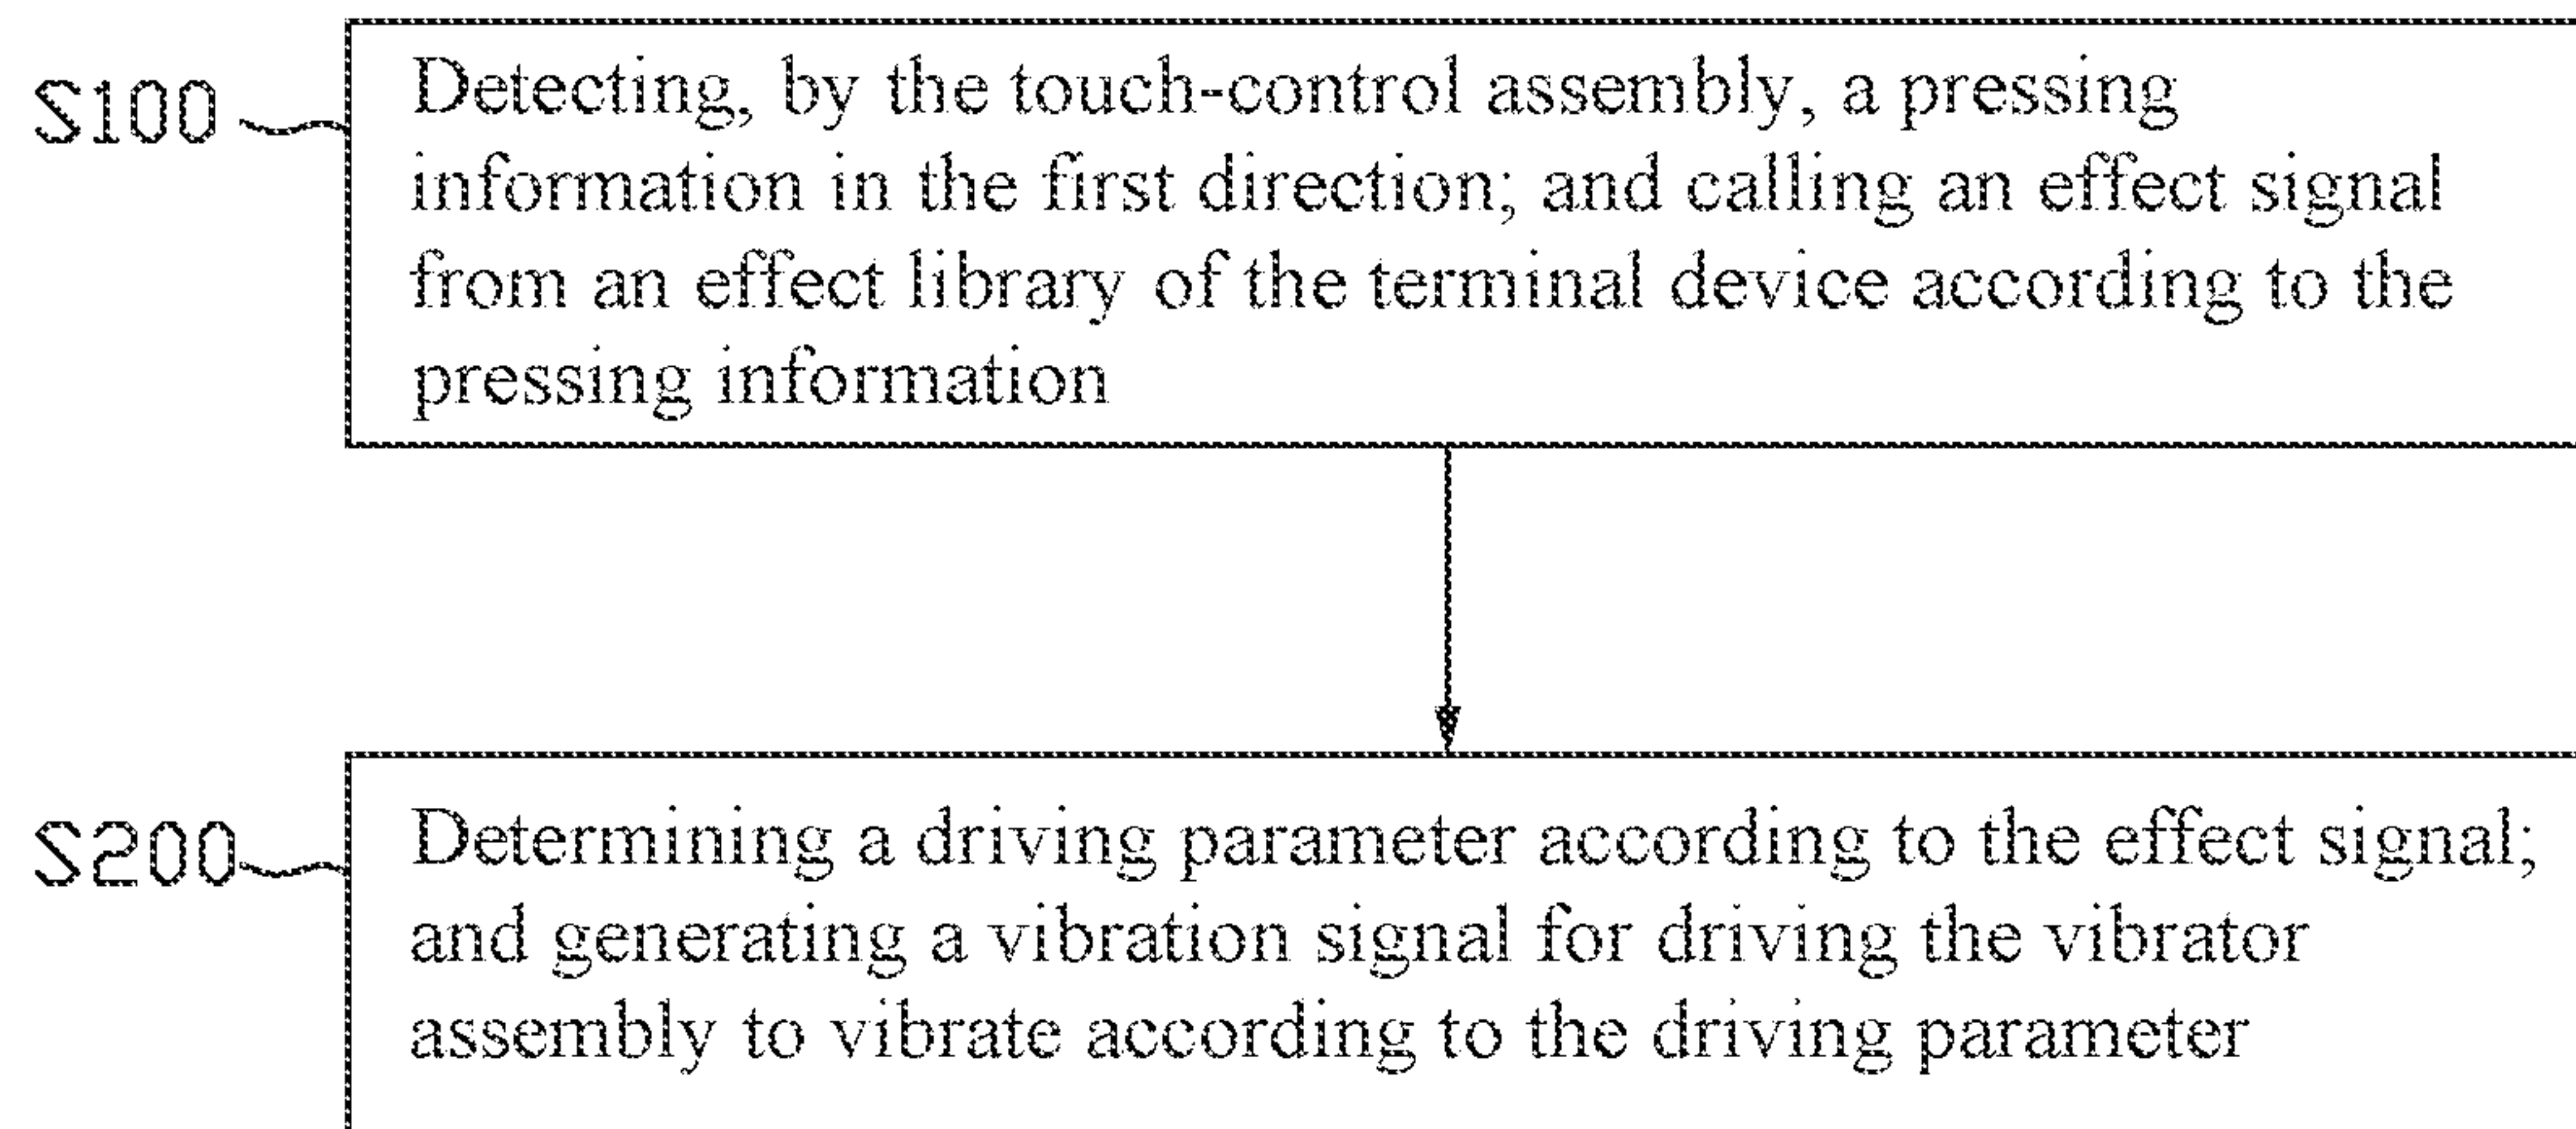 S100
Detecting, by the touch-control assembly, a pressing
information in the first direction; and calling an effect signal
from an effect library of the terminal device according to the
pressing information
S200
Determining a driving parameter according to the effect signal;
and generating a vibration signal for driving the vibrator
assembly to vibrate according to the driving parameter